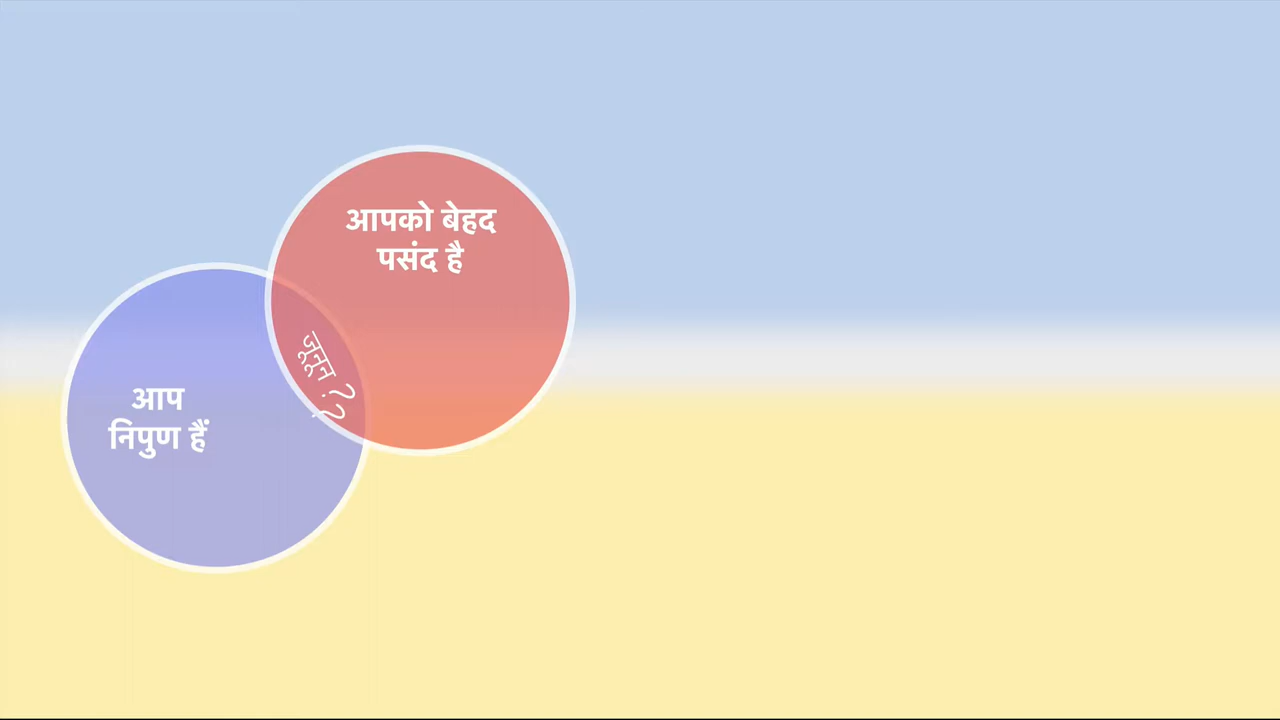 आपको बेहद
पसंद है
जूनून ?
?
आप
निपुण हैं